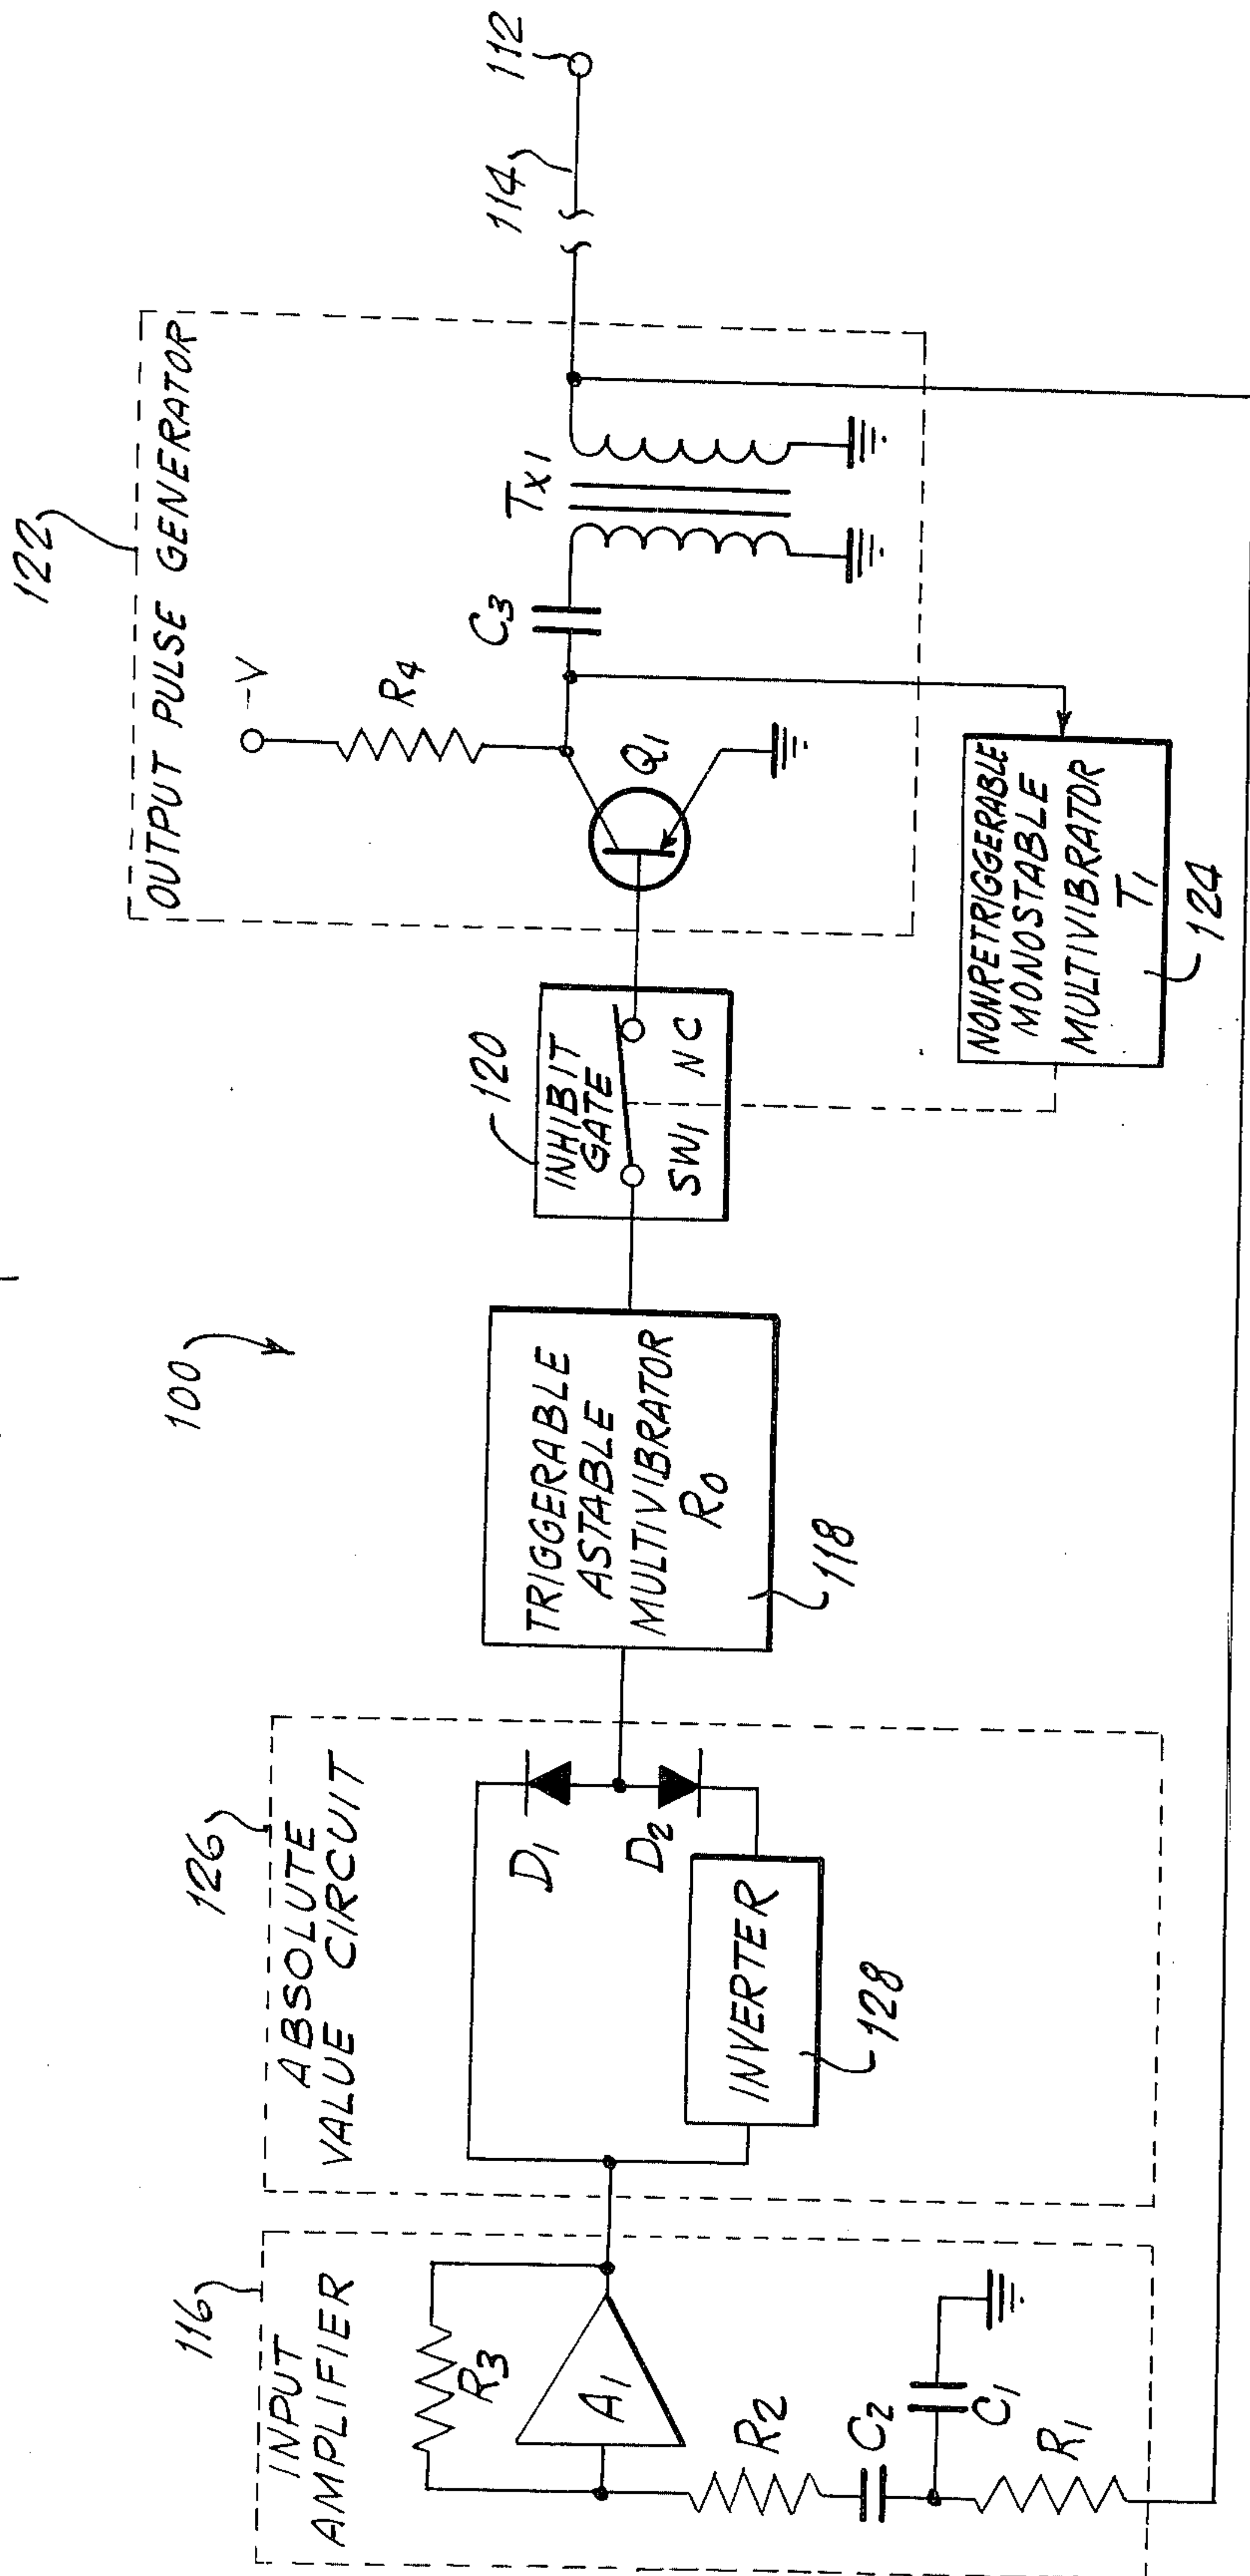 122
OUTPUT PULSE GENERATOR
-V
R4
C3
Tx1
Q1
114
112
100
120
INHIBIT
GATE
SW1 NC
NONRETRIGGERABLE
MONOSTABLE
MULTIVIBRATOR
T1
124
TRIGGERABLE
ASTABLE
MULTIVIBRATOR
R0
118
126
ABSOLUTE
VALUE CIRCUIT
D1
D2
INVERTER
128
116
INPUT
AMPLIFIER
R3
A1
R2
C2
C1
R1